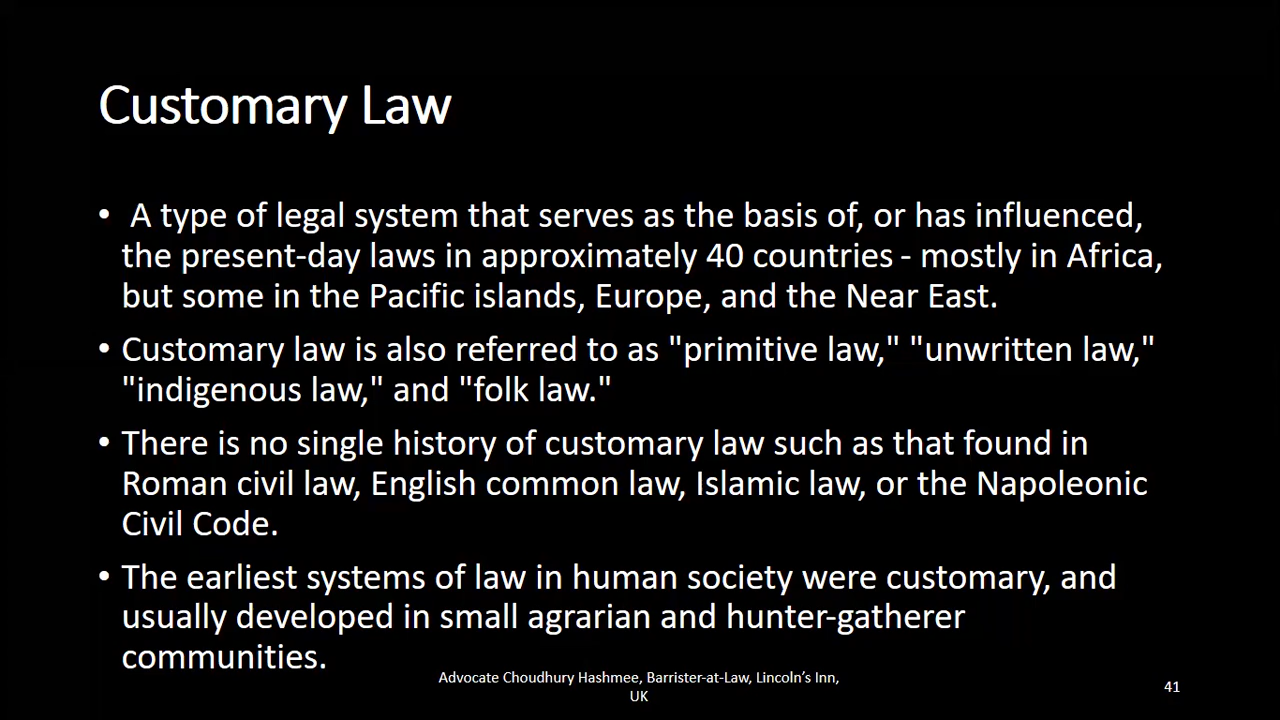 Customary Law
• A type of legal system that serves as the basis of, or has influenced,
the present-day laws in approximately 40 countries - mostly in Africa,
but some in the Pacific islands, Europe, and the Near East.
• Customary law is also referred to as "primitive law," "unwritten law,"
"indigenous law," and "folk law."
• There is no single history of customary law such as that found in
Roman civil law, English common law, Islamic law, or the Napoleonic
Civil Code.
• The earliest systems of law in human society were customary, and
usually developed in small agrarian and hunter-gatherer
communities.
Advocate Choudhury Hashmee, Barrister-at-Law, Lincoln’s Inn,
UK
41